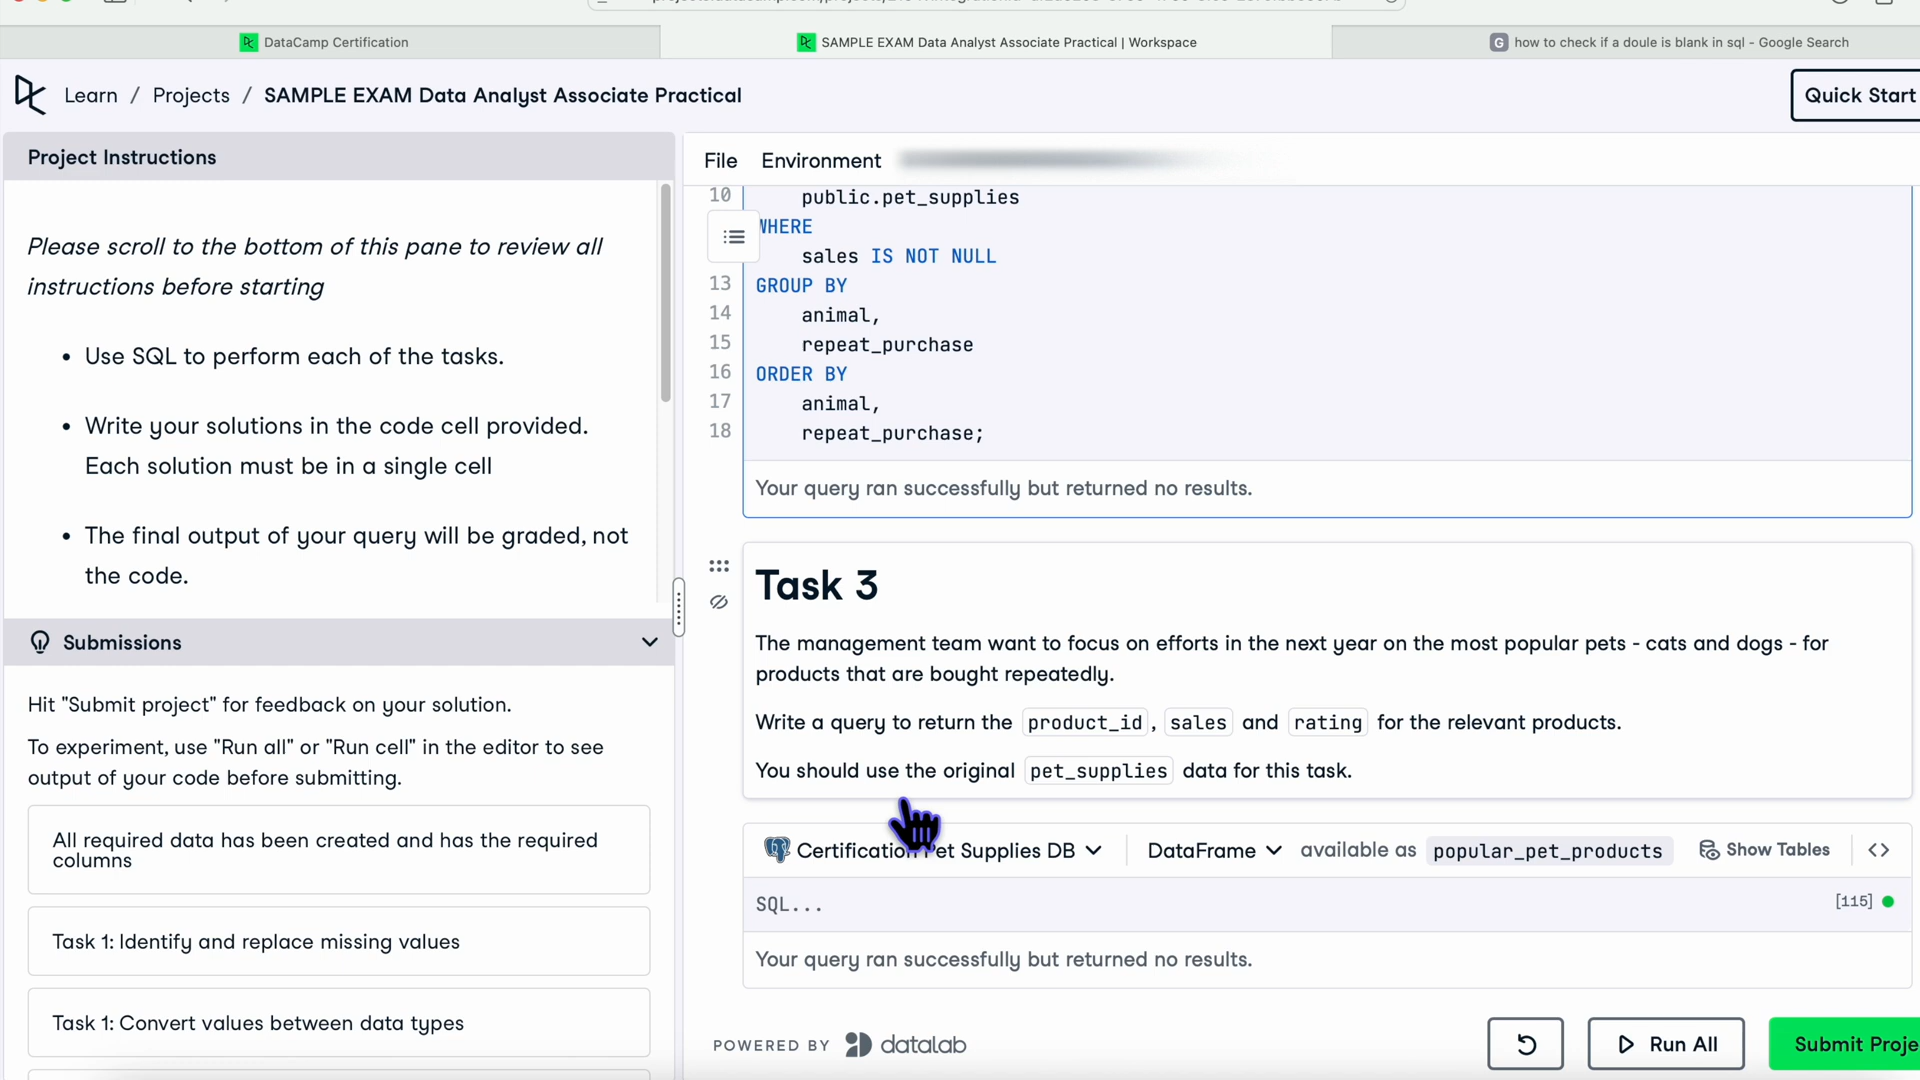 DataCamp Certification
SAMPLE EXAM Data Analyst Associate Practical | Workspace
G
how to check if a doule is blank in sql - Google Search
Learn / Projects / SAMPLE EXAM Data Analyst Associate Practical
Quick Start
Project Instructions
Please scroll to the bottom of this pane to review all
instructions before starting
• Use SQL to perform each of the tasks.
• Write your solutions in the code cell provided.
Each solution must be in a single cell
• The final output of your query will be graded, not
the code.
Submissions
Hit "Submit project" for feedback on your solution.
To experiment, use "Run all" or "Run cell" in the editor to see
output of your code before submitting.
All required data has been created and has the required
columns
Task 1: Identify and replace missing values
Task 1: Convert values between data types
File Environment
10 public.pet_supplies
WHERE
sales IS NOT NULL
13 GROUP BY
14 animal,
15 repeat_purchase
16 ORDER BY
17 animal,
18 repeat_purchase;
Your query ran successfully but returned no results.
Task 3
The management team want to focus on efforts in the next year on the most popular pets - cats and dogs - for
products that are bought repeatedly.
Write a query to return the product_id , sales and rating for the relevant products.
You should use the original pet_supplies data for this task.
Certification Pet Supplies DB DataFrame available as popular_pet_products Show Tables <>
SQL... [115]
Your query ran successfully but returned no results.
POWERED BY datalab
Run All
Submit Proje